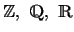 ℤ, ℚ, ℝ